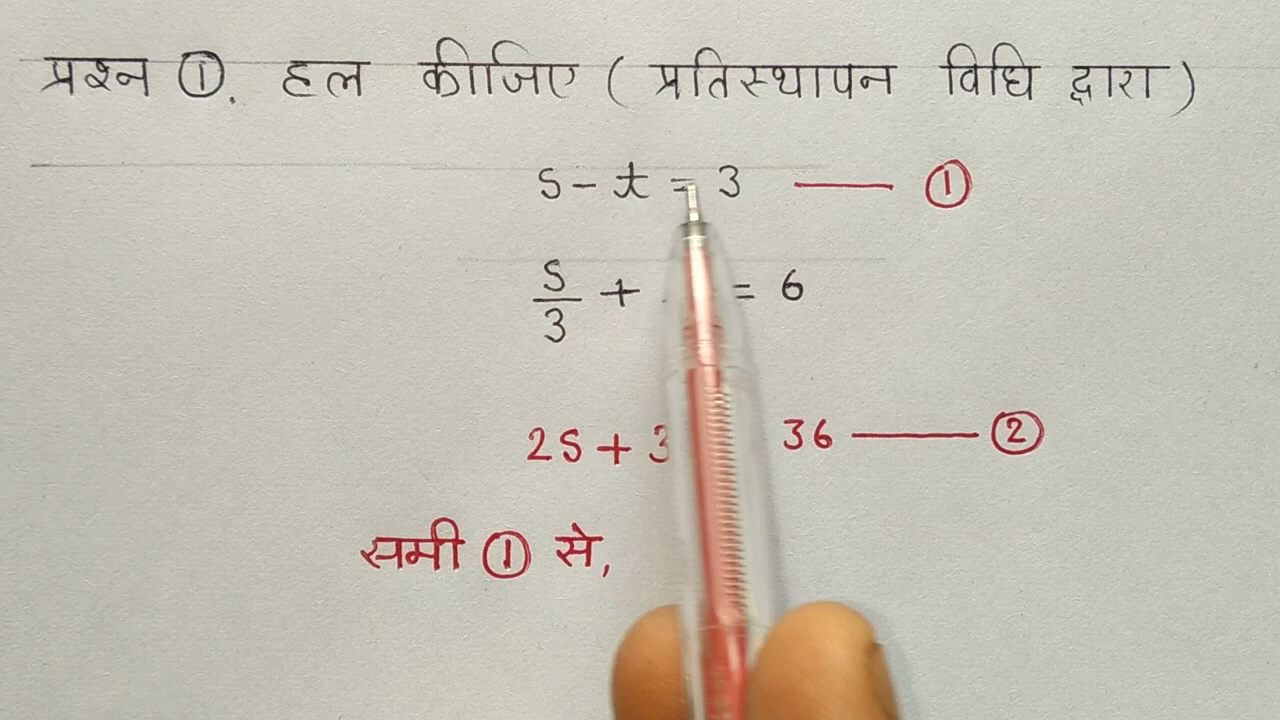 प्रश्न ①. हल कीजिए ( प्रतिस्थापन विधि द्वारा )
s - t = 3 —— ①
s/3 + = 6
2s + 3 36 —— ②
समी ① से,